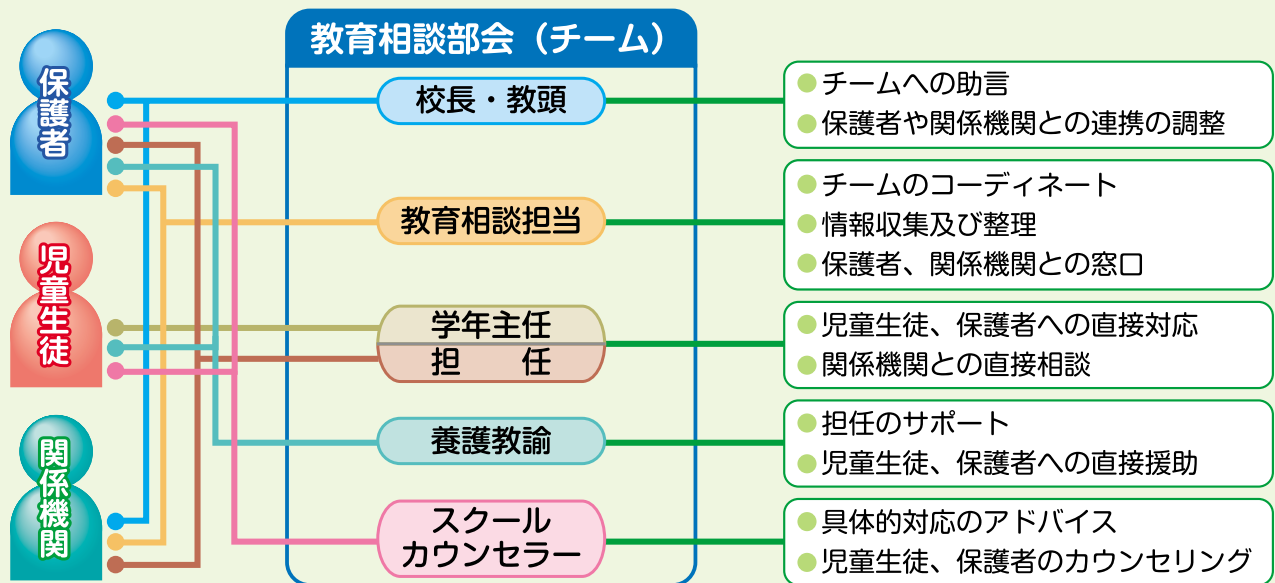 教育相談部会（チーム）
保護者
児童生徒
関係機関
校長・教頭
●チームへの助言
●保護者や関係機関との連携の調整
教育相談担当
●チームのコーディネート
●情報収集及び整理
●保護者、関係機関との窓口
学年主任
担　　任
●児童生徒、保護者への直接対応
●関係機関との直接相談
養護教諭
●担任のサポート
●児童生徒、保護者への直接援助
スクール
カウンセラー
●具体的対応のアドバイス
●児童生徒、保護者のカウンセリング